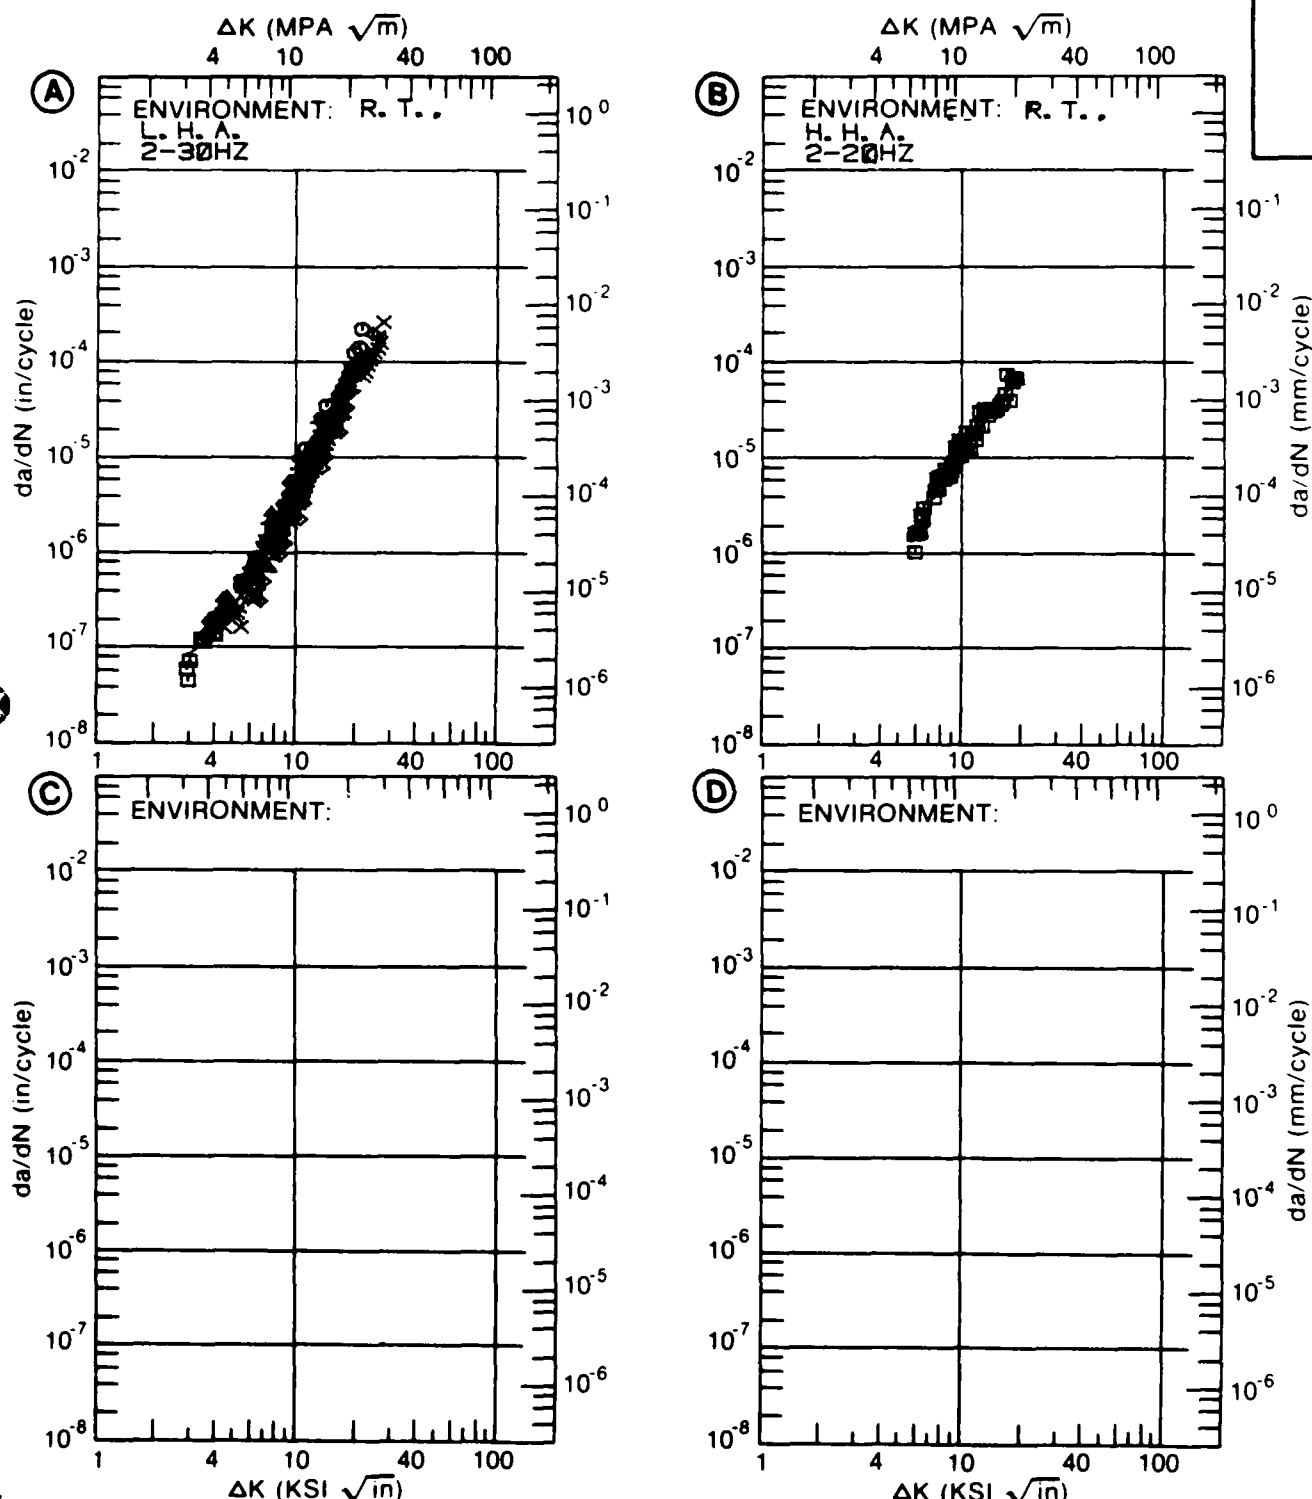 ΔK (MPA √m)
4 10 40 100
ΔK (MPA √m)
4 10 40 100
A
ENVIRONMENT: R. T.,
L. H. A.
2-30HZ
da/dN (in/cycle)
10^-2
10^-3
10^-4
10^-5
10^-6
10^-7
10^-8
10^0
10^-1
10^-2
10^-3
10^-4
10^-5
10^-6
1 4 10 40 100
B
ENVIRONMENT: R. T.,
H. H. A.
2-20HZ
10^-2
10^-3
10^-4
10^-5
10^-6
10^-7
10^-8
10^-1
10^-2
10^-3
10^-4
10^-5
10^-6
da/dN (mm/cycle)
1 4 10 40 100
C
ENVIRONMENT:
da/dN (in/cycle)
10^-2
10^-3
10^-4
10^-5
10^-6
10^-7
10^-8
10^0
10^-1
10^-2
10^-3
10^-4
10^-5
10^-6
1 4 10 40 100
ΔK (KSI √in)
D
ENVIRONMENT:
10^-2
10^-3
10^-4
10^-5
10^-6
10^-7
10^-8
10^0
10^-1
10^-2
10^-3
10^-4
10^-5
10^-6
da/dN (mm/cycle)
1 4 10 40 100
ΔK (KSI √in)